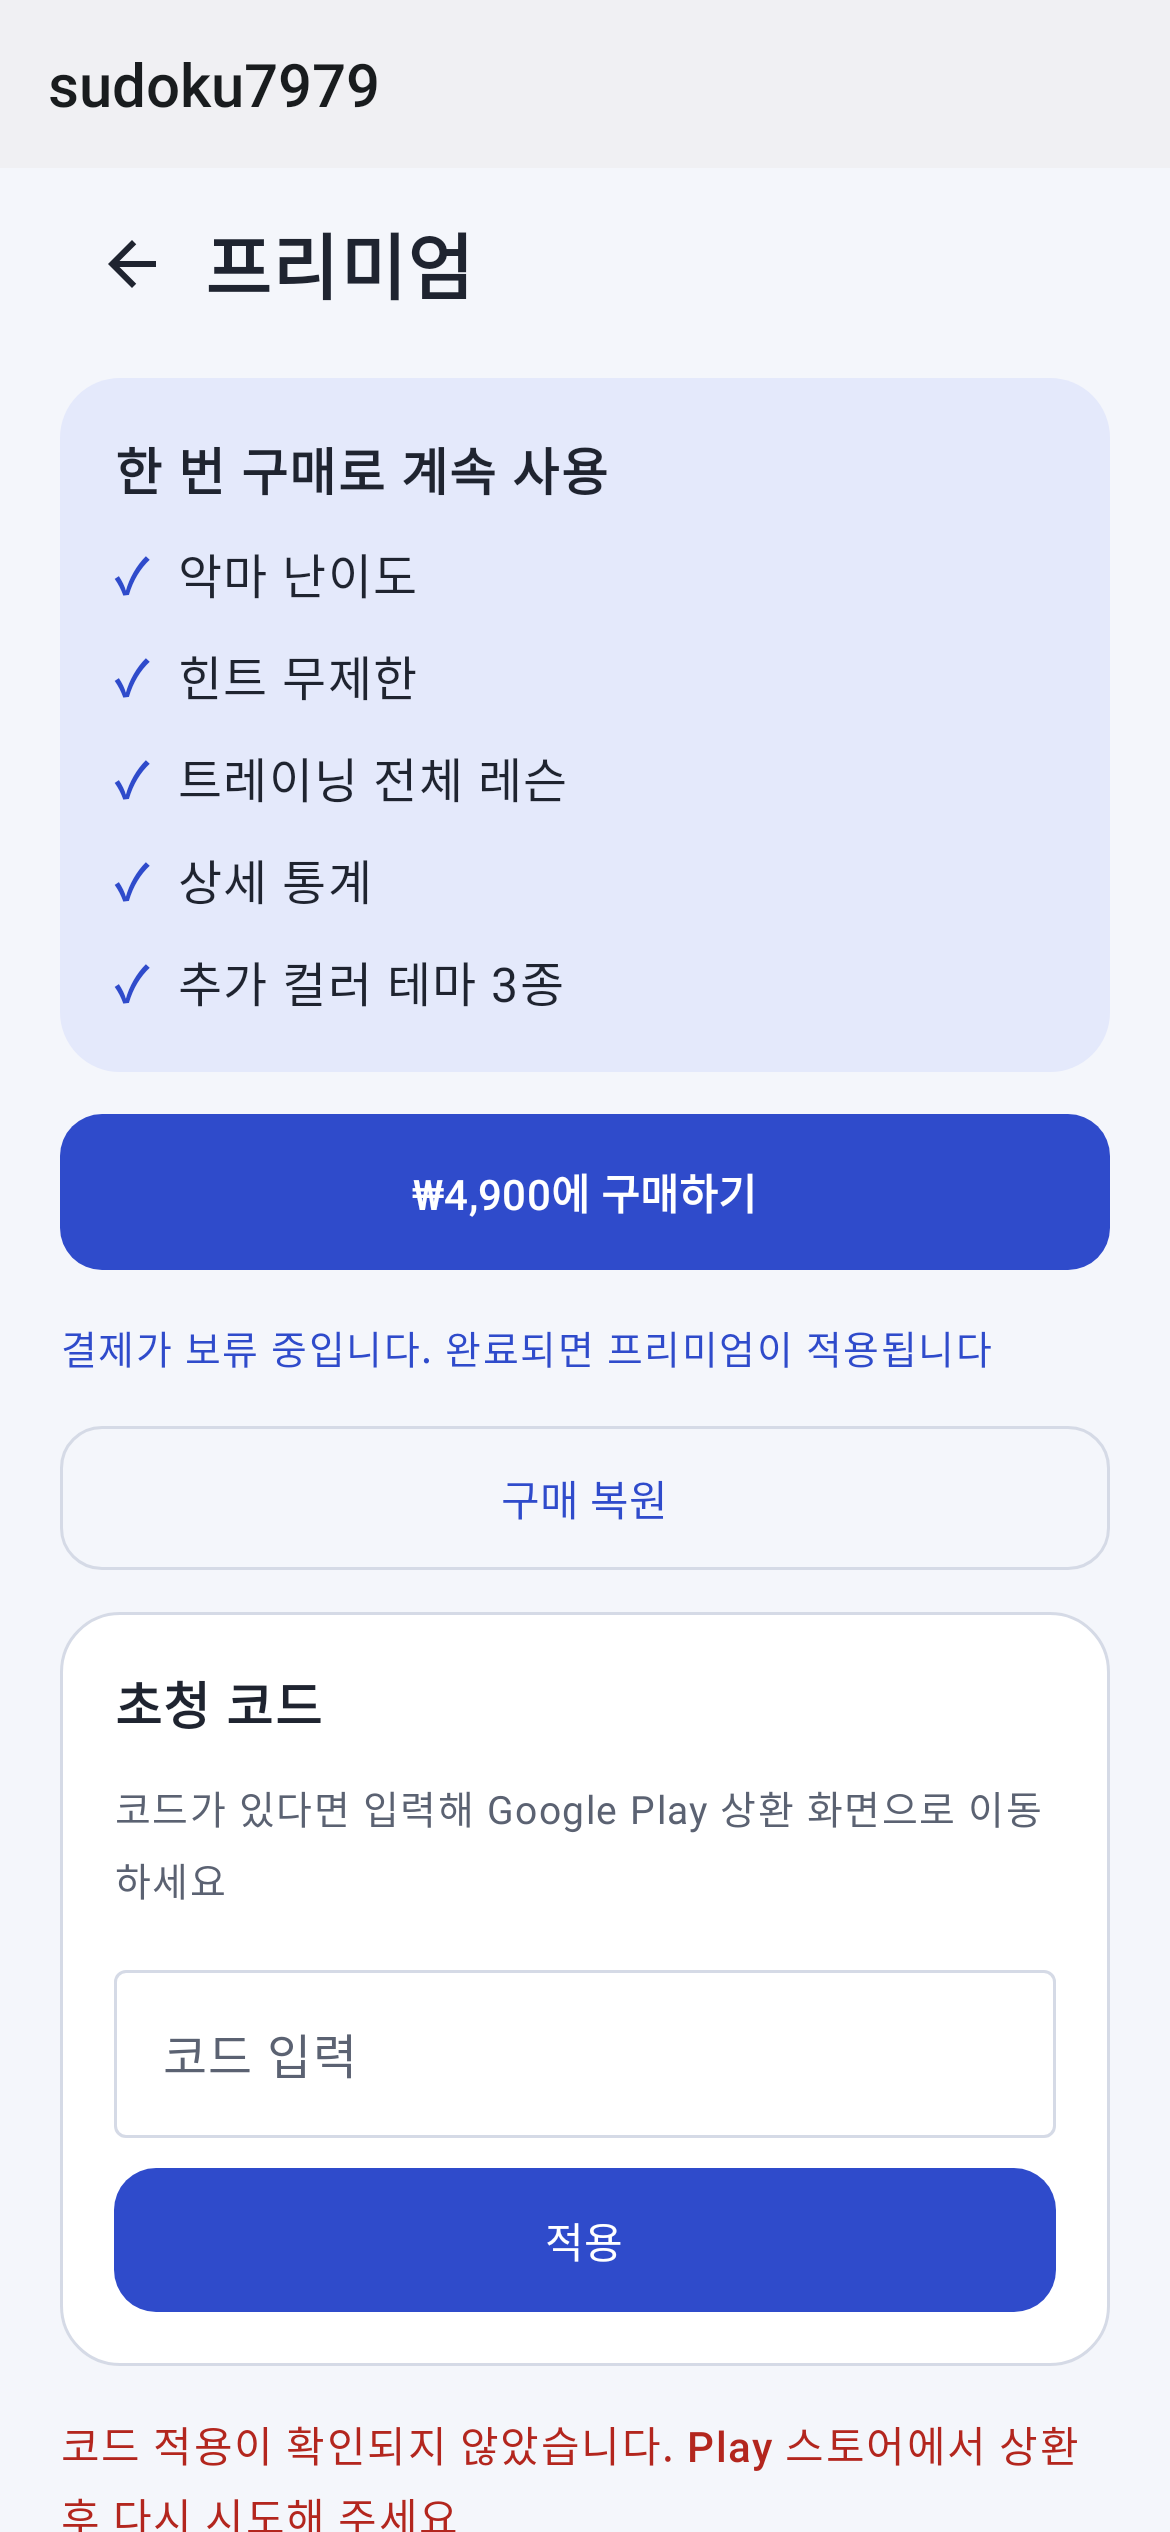 sudoku7979
프리미엄
한 번 구매로 계속 사용
✓ 악마 난이도
✓ 힌트 무제한
✓ 트레이닝 전체 레슨
✓ 상세 통계
✓ 추가 컬러 테마 3종
₩4,900에 구매하기
결제가 보류 중입니다. 완료되면 프리미엄이 적용됩니다
구매 복원
초청 코드
코드가 있다면 입력해 Google Play 상환 화면으로 이동
하세요
코드 입력
적용
코드 적용이 확인되지 않았습니다. Play 스토어에서 상환
후 다시 시도해 주세요